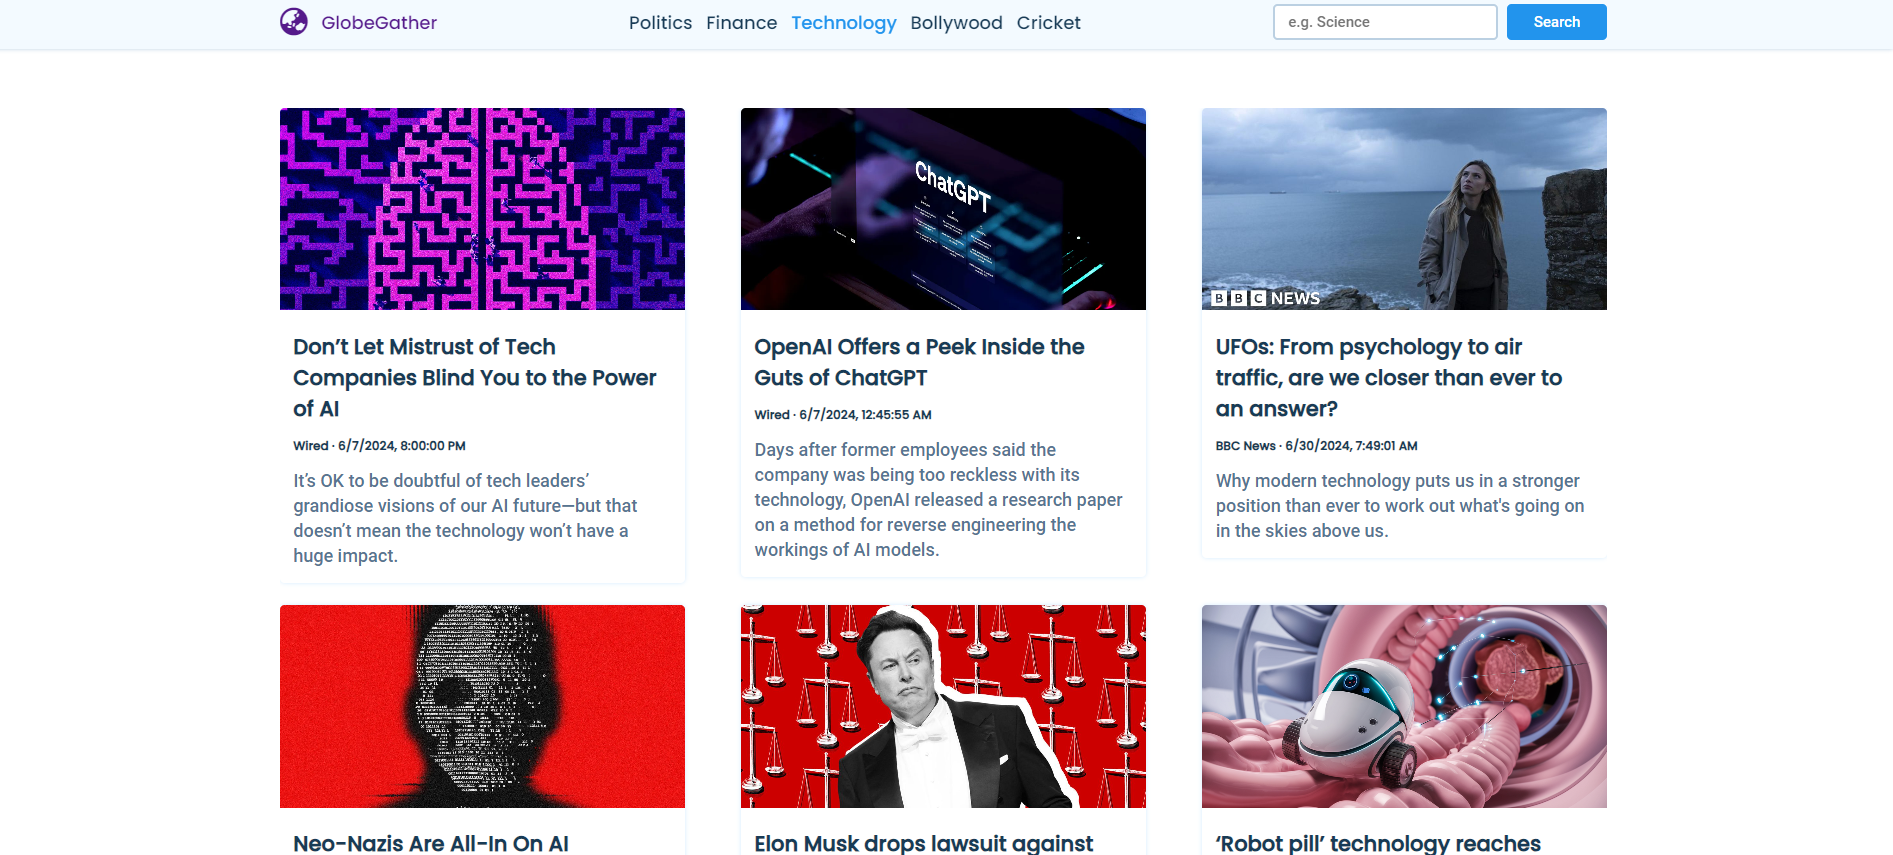 GlobeGather
Politics Finance Technology Bollywood Cricket
e.g. Science
Search
ChatGPT
BBC NEWS
Don’t Let Mistrust of Tech
Companies Blind You to the Power
of AI
Wired · 6/7/2024, 8:00:00 PM
It’s OK to be doubtful of tech leaders’
grandiose visions of our AI future—but that
doesn’t mean the technology won’t have a
huge impact.
OpenAI Offers a Peek Inside the
Guts of ChatGPT
Wired · 6/7/2024, 12:45:55 AM
Days after former employees said the
company was being too reckless with its
technology, OpenAI released a research paper
on a method for reverse engineering the
workings of AI models.
UFOs: From psychology to air
traffic, are we closer than ever to
an answer?
BBC News · 6/30/2024, 7:49:01 AM
Why modern technology puts us in a stronger
position than ever to work out what's going on
in the skies above us.
Neo-Nazis Are All-In On AI
Elon Musk drops lawsuit against
‘Robot pill’ technology reaches